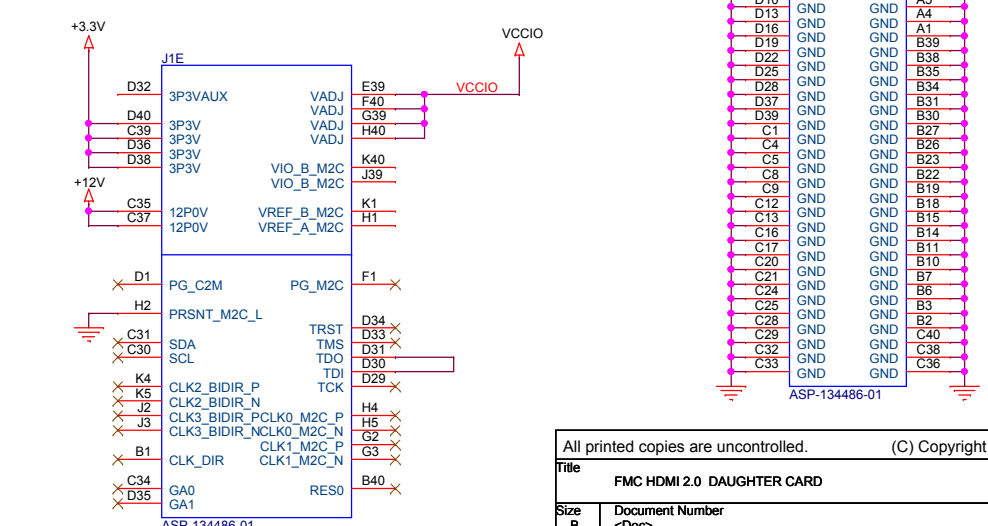 +3.3V
J1E
D32 3P3VAUX
D40 3P3V
C39 3P3V
D36 3P3V
D38 3P3V
+12V
C35 12P0V
C37 12P0V
VADJ E39
VADJ F40
VADJ G39
VADJ H40
VCCIO
VCCIO
VIO_B_M2C K40
VIO_B_M2C J39
VREF_B_M2C K1
VREF_A_M2C H1
D1 PG_C2M
PG_M2C F1
H2 PRSNT_M2C_L
C31 SDA
C30 SCL
TRST D34
TMS D33
TDO D31
TDI D30
TCK D29
K4 CLK2_BIDIR_P
K5 CLK2_BIDIR_N
J2 CLK3_BIDIR_P
J3 CLK3_BIDIR_N
CLK0_M2C_P H4
CLK0_M2C_N H5
CLK1_M2C_P G2
CLK1_M2C_N G3
B1 CLK_DIR
C34 GA0
D35 GA1
RES0 B40
ASP-134486-01
D10 GND GND A5
D13 GND GND A4
D16 GND GND A1
D19 GND GND B39
D22 GND GND B38
D25 GND GND B35
D28 GND GND B34
D37 GND GND B31
D39 GND GND B30
C1 GND GND B27
C4 GND GND B26
C5 GND GND B23
C8 GND GND B22
C9 GND GND B19
C12 GND GND B18
C13 GND GND B15
C16 GND GND B14
C17 GND GND B11
C20 GND GND B10
C21 GND GND B7
C24 GND GND B6
C25 GND GND B3
C28 GND GND B2
C29 GND GND C40
C32 GND GND C38
C33 GND GND C36
ASP-134486-01
All printed copies are uncontrolled. (C) Copyright
Title
FMC HDMI 2.0 DAUGHTER CARD
Size Document Number
B <Doc>